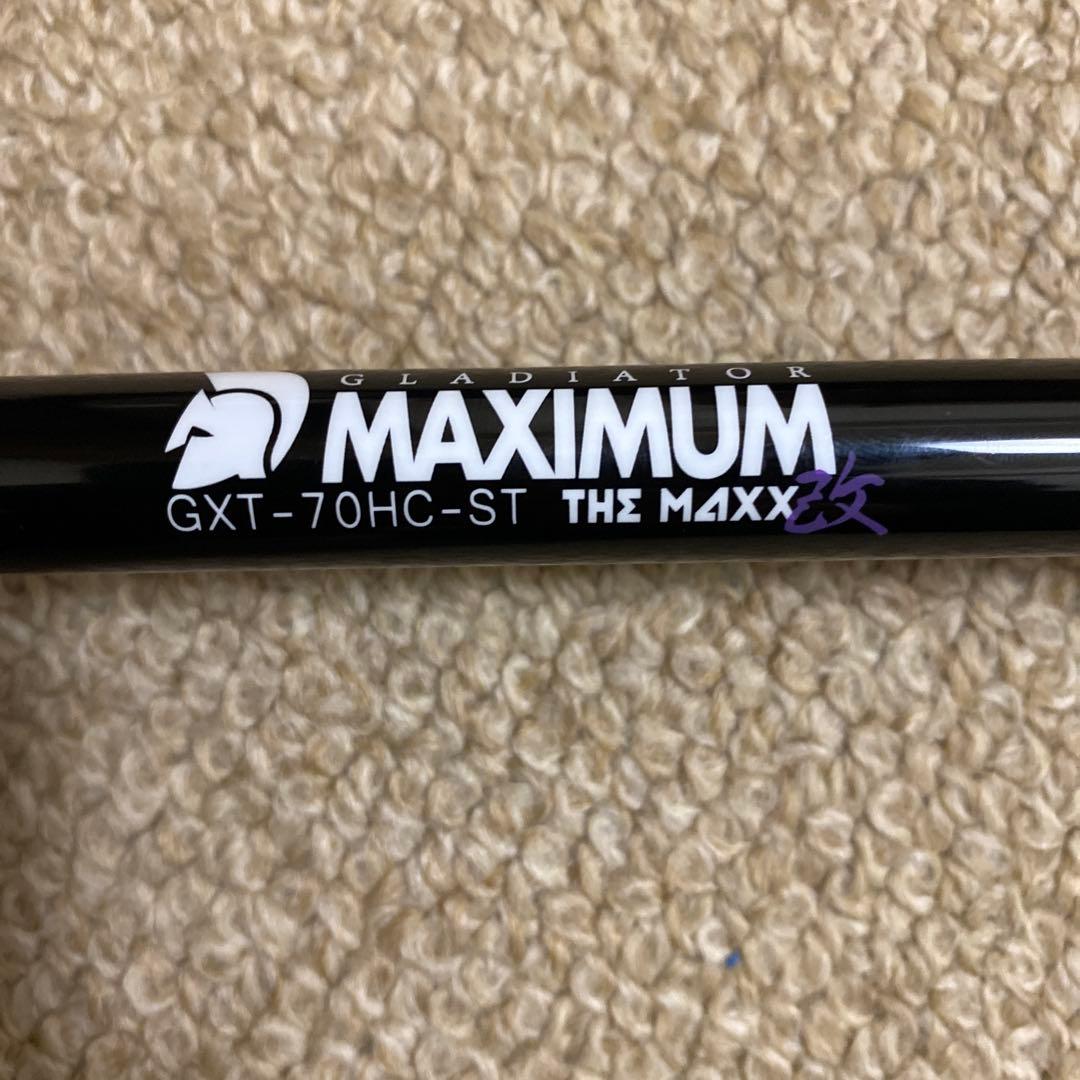 GLADIATOR
MAXIMUM
GXT-70HC-ST THE MAXX改